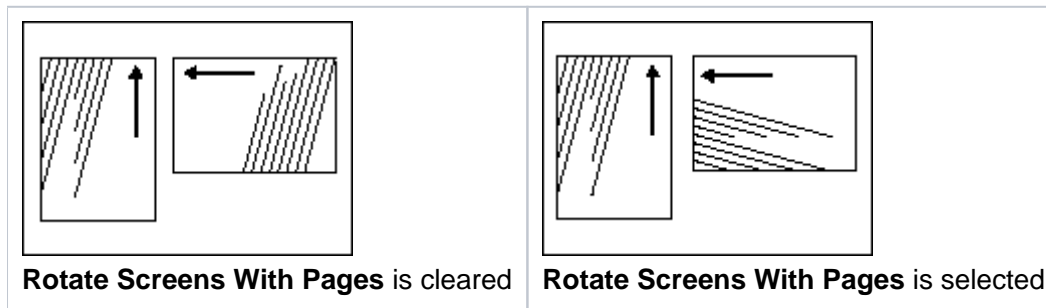 Rotate Screens With Pages is cleared
Rotate Screens With Pages is selected